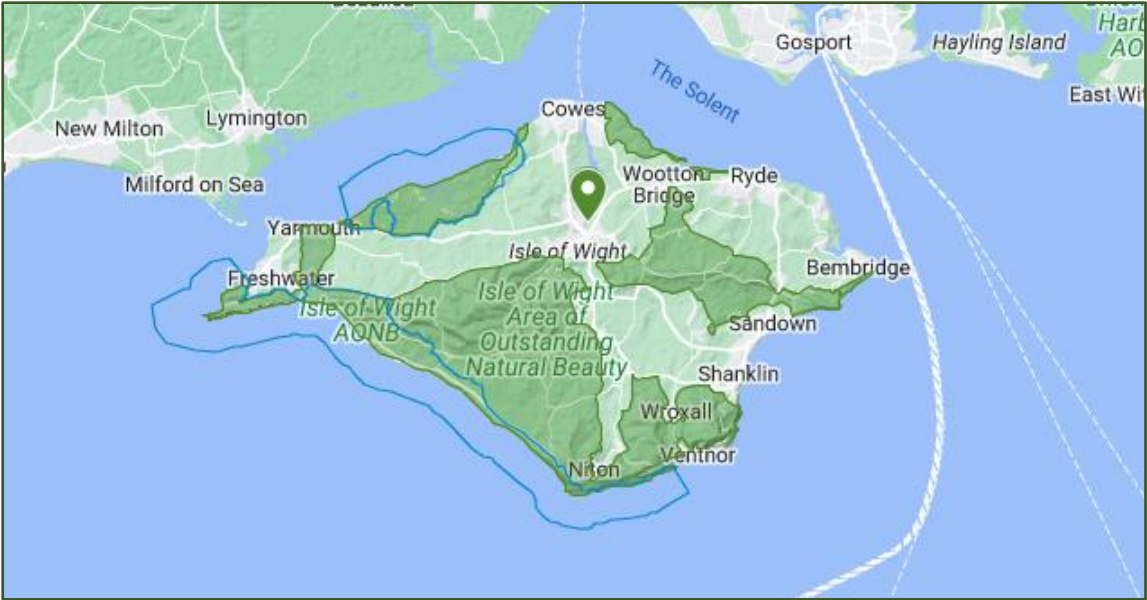 Gosport
Hayling Island
Harb
AO
East Wit
The Solent
Cowes
New Milton
Lymington
Milford on Sea
Wootton
Bridge
Ryde
Yarmouth
Isle of Wight
Freshwater
Bembridge
Isle of Wight
AONB
Isle of Wight
Area of
Outstanding
Natural Beauty
Sandown
Shanklin
Wroxall
Niton
Ventnor